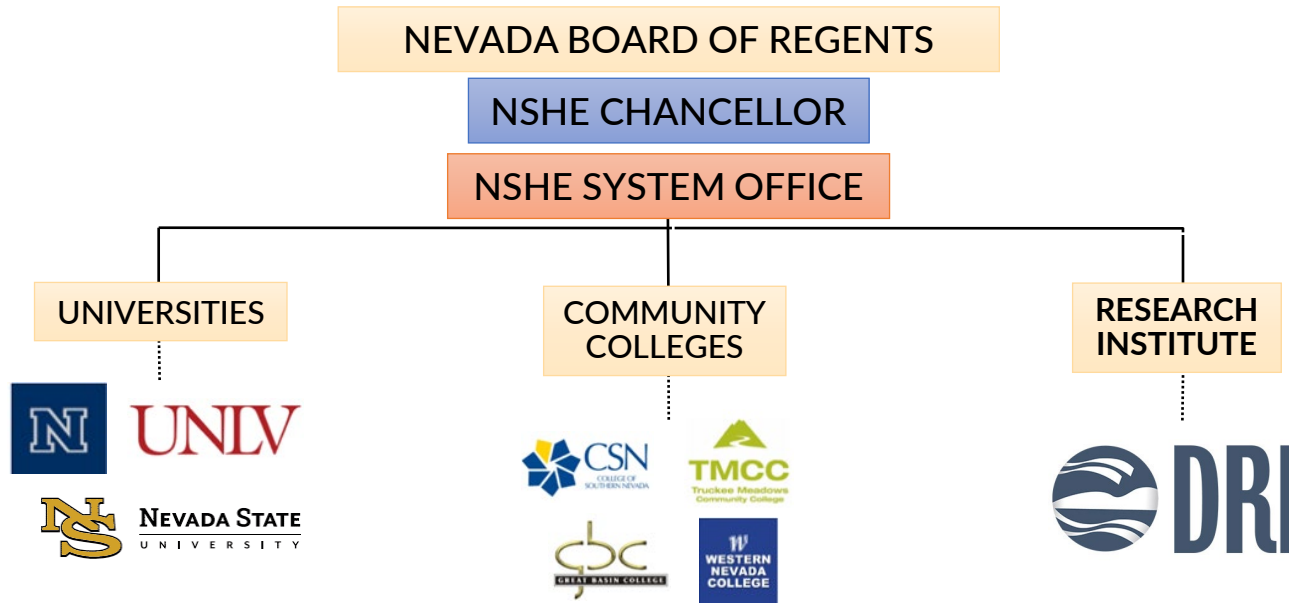 NEVADA BOARD OF REGENTS
NSHE CHANCELLOR
NSHE SYSTEM OFFICE
UNIVERSITIES
COMMUNITY
COLLEGES
RESEARCH
INSTITUTE
N
UNLV
NS
NEVADA STATE
UNIVERSITY
CSN
COLLEGE OF
SOUTHERN NEVADA
TMCC
Truckee Meadows
Community College
gbc
GREAT BASIN COLLEGE
W
WESTERN
NEVADA
COLLEGE
DRI